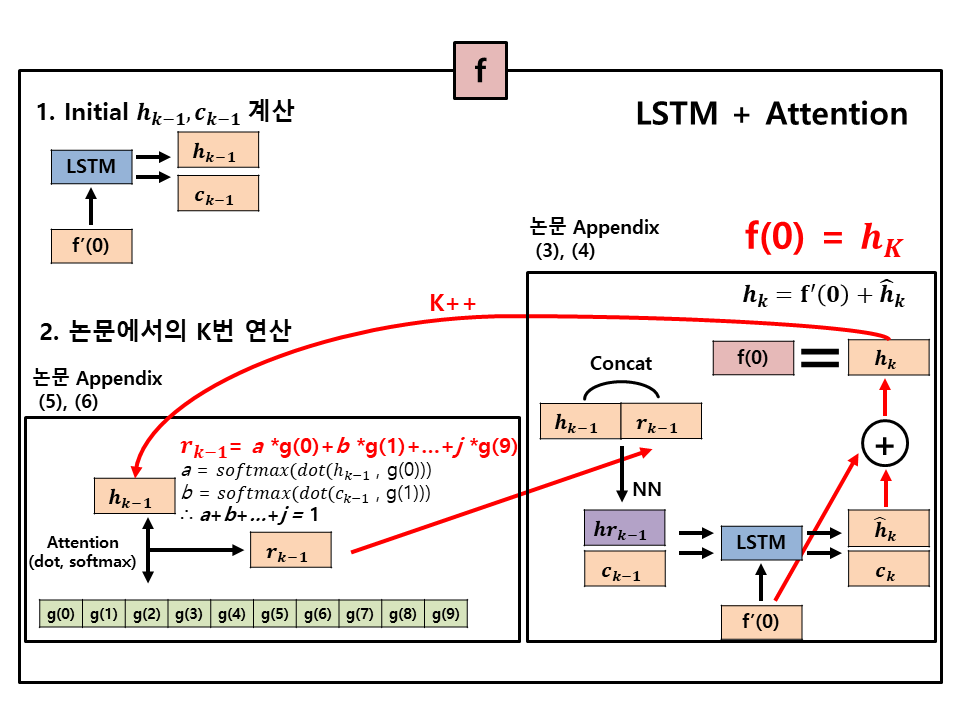 f
1. Initial h_{k−1}, c_{k−1} 계산
LSTM + Attention
LSTM
h_{k−1}
c_{k−1}
f’(0)
논문 Appendix
(3), (4)
f(0) = h_K
h_k = f′(0) + ĥ_k
K++
2. 논문에서의 K번 연산
논문 Appendix
(5), (6)
r_{k−1}= a *g(0)+b *g(1)+…+j *g(9)
a = softmax(dot(h_{k−1} , g(0)))
b = softmax(dot(c_{k−1} , g(1)))
∴ a+b+…+j = 1
h_{k−1}
Attention
(dot, softmax)
r_{k−1}
g(0) g(1) g(2) g(3) g(4) g(5) g(6) g(7) g(8) g(9)
Concat
f(0) = h_k
h_{k−1} r_{k−1}
+
NN
hr_{k−1}
LSTM
ĥ_k
c_{k−1}
c_k
f’(0)